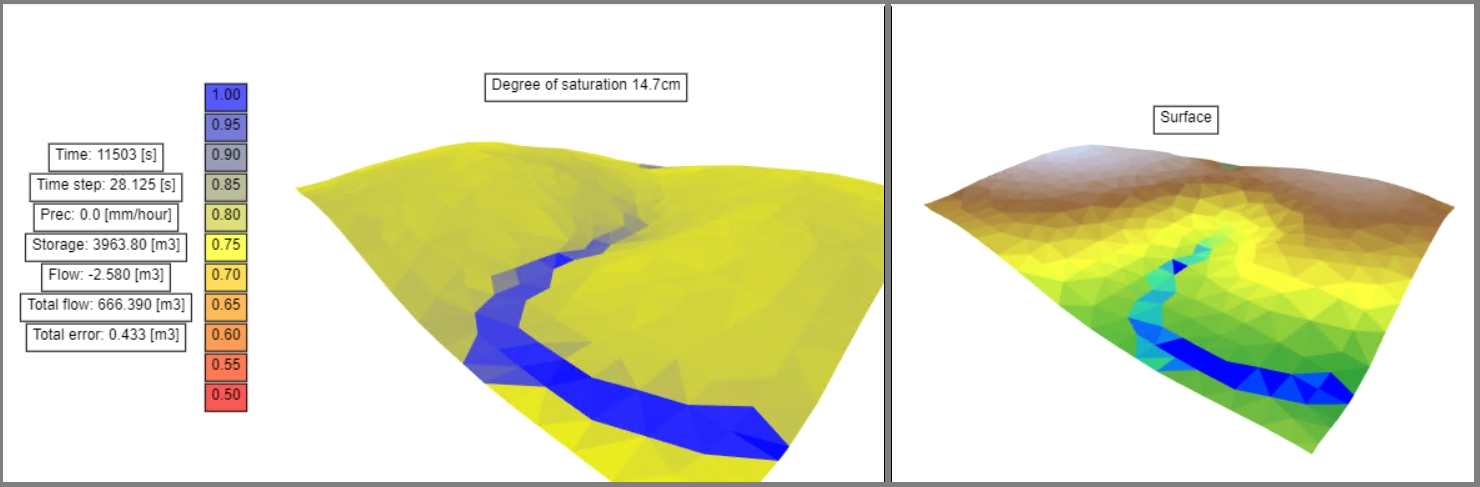 Degree of saturation 14.7cm
Time: 11503 [s]
Time step: 28.125 [s]
Prec: 0.0 [mm/hour]
Storage: 3963.80 [m3]
Flow: -2.580 [m3]
Total flow: 666.390 [m3]
Total error: 0.433 [m3]
1.00
0.95
0.90
0.85
0.80
0.75
0.70
0.65
0.60
0.55
0.50
Surface